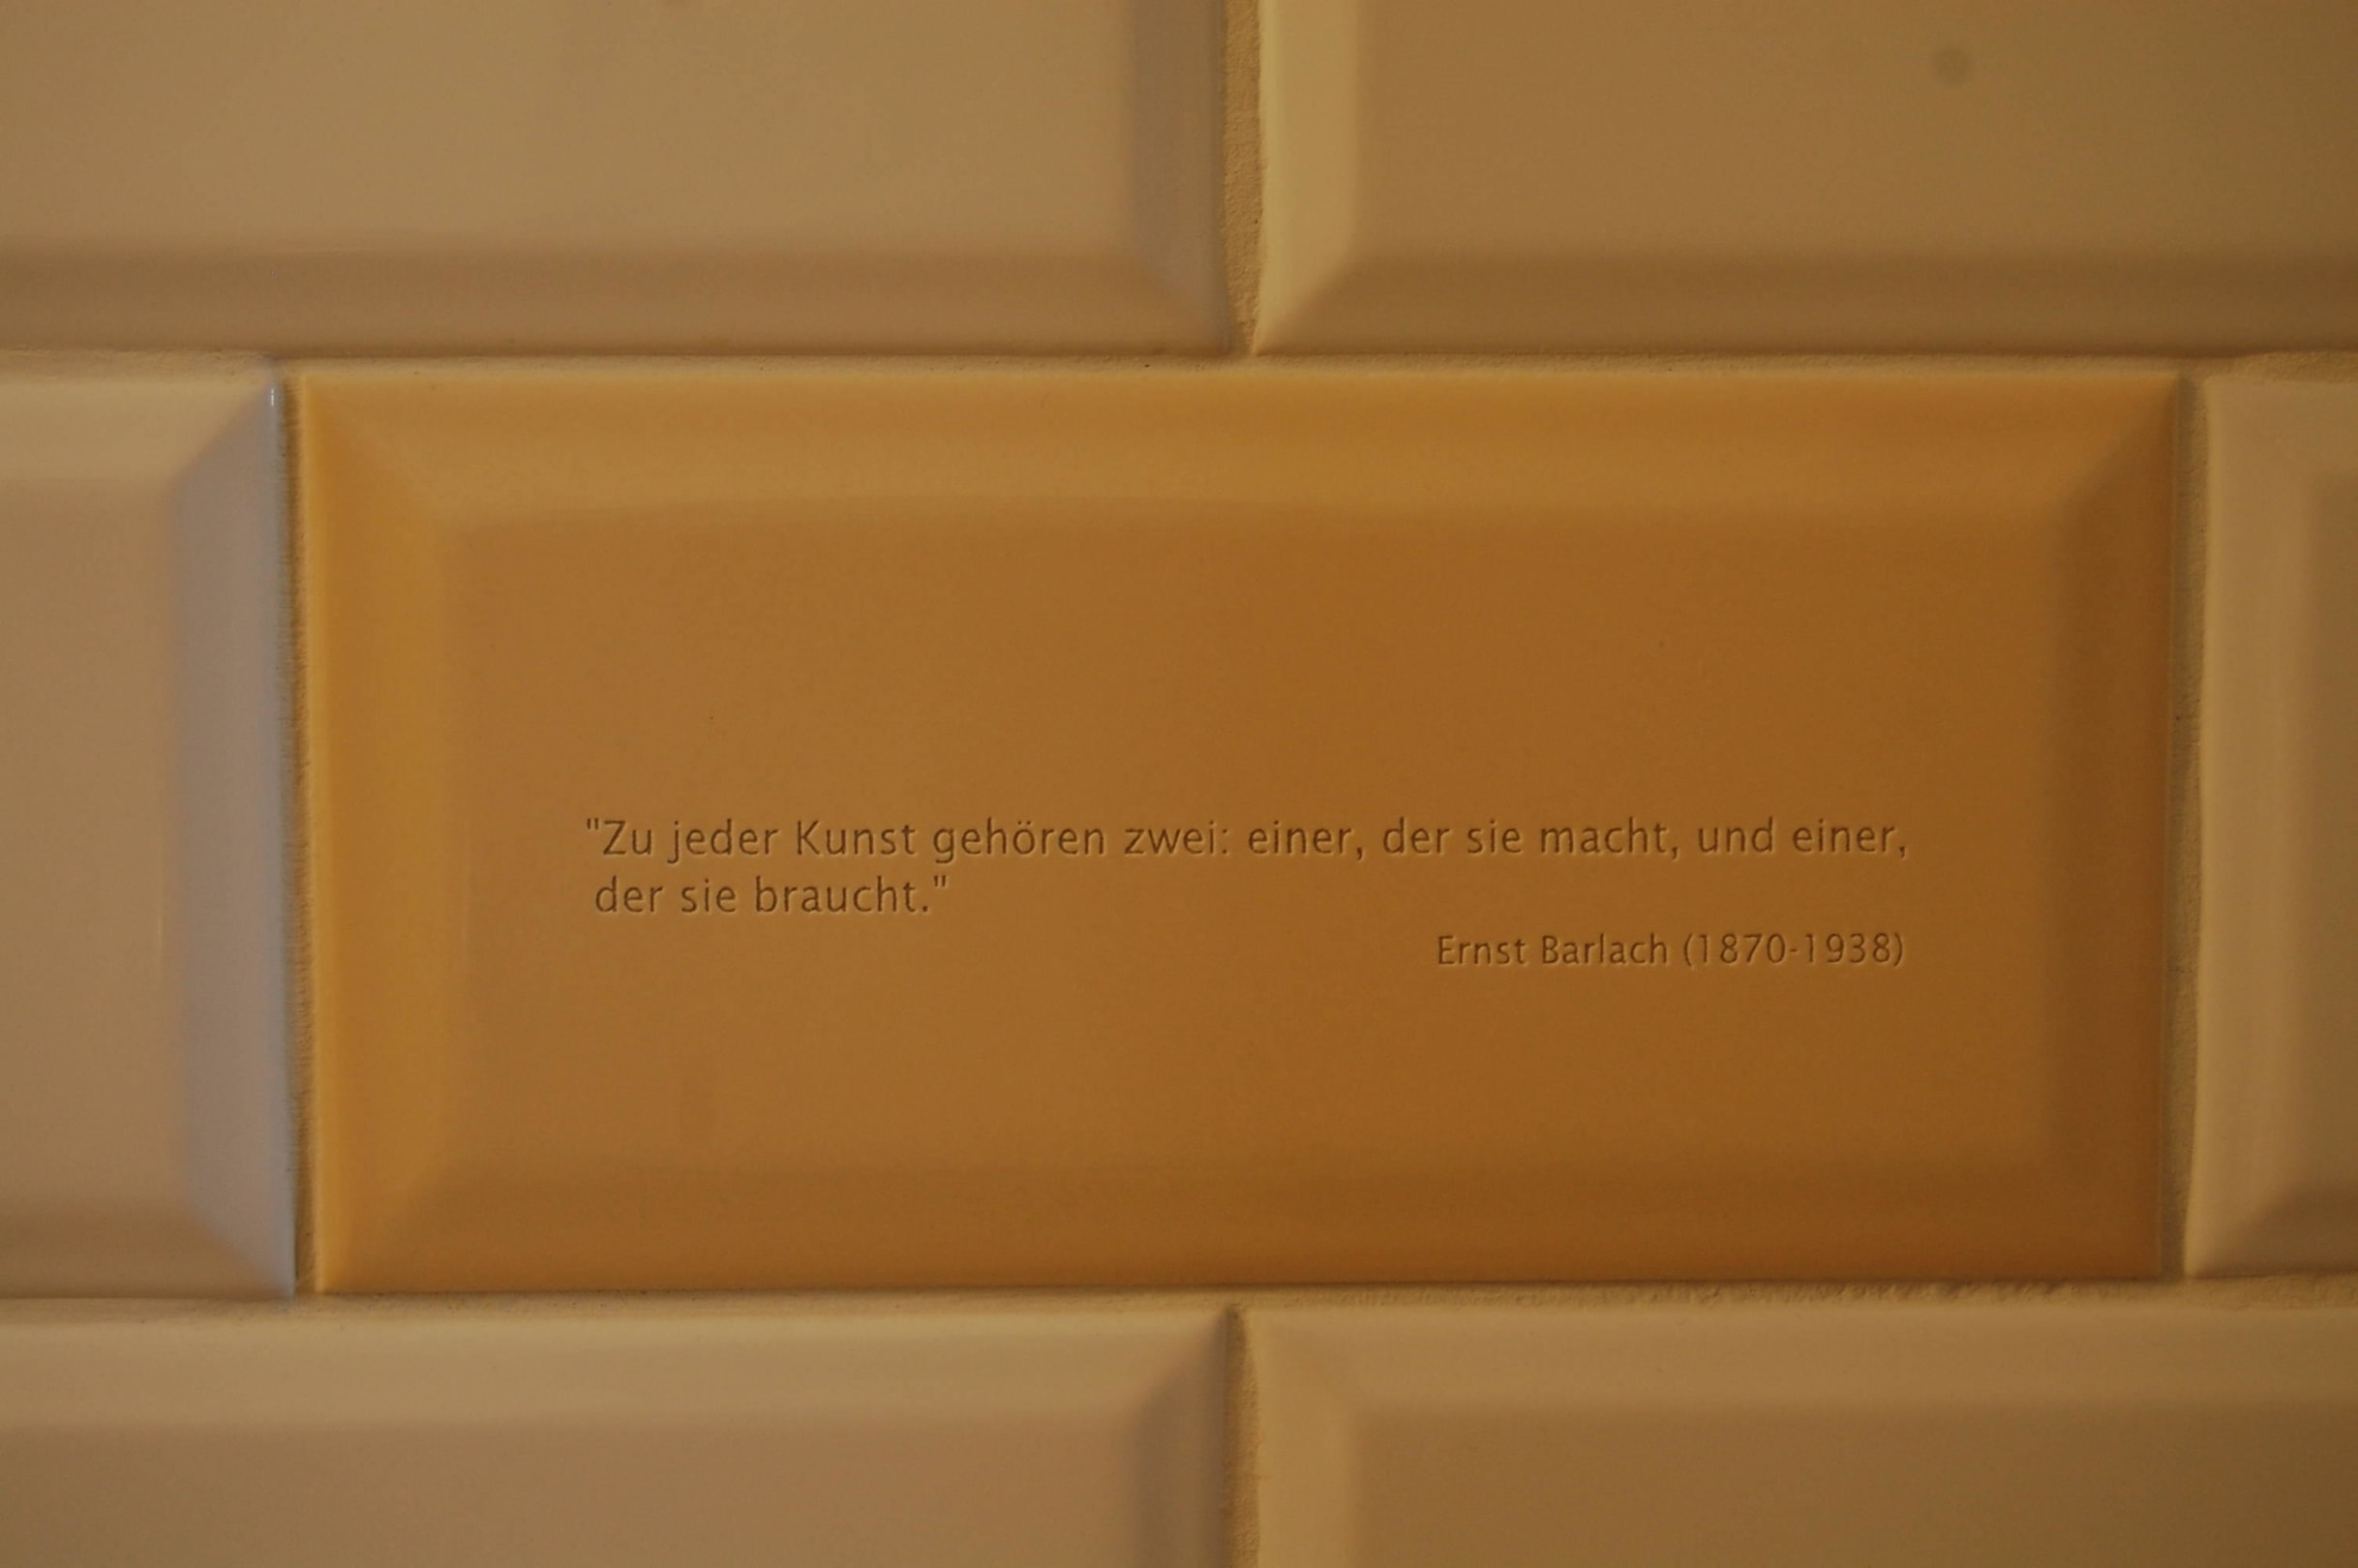 "Zu jeder Kunst gehören zwei: einer, der sie macht, und einer,
der sie braucht."
Ernst Barlach (1870-1938)